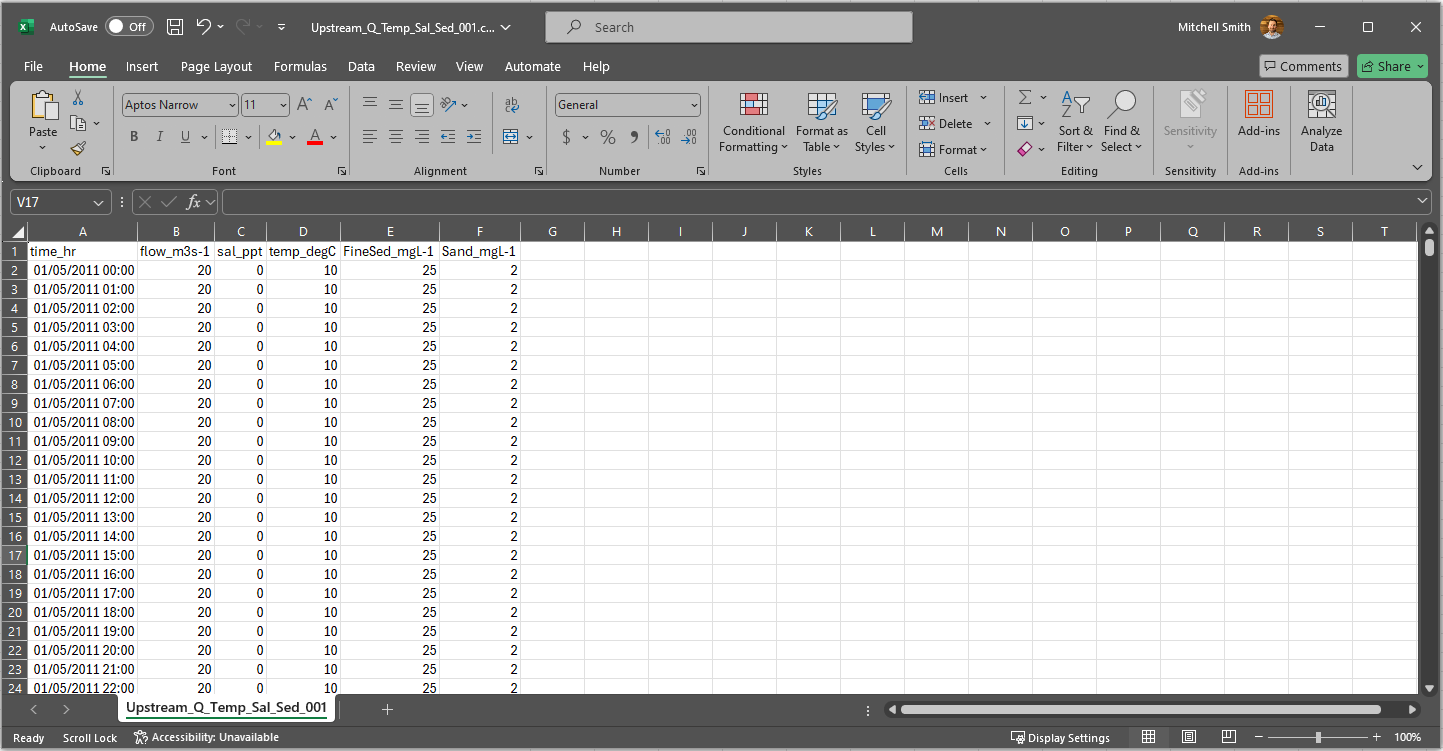 AutoSave Off Upstream_Q_Temp_Sal_Sed_001.c... Search Mitchell Smith
File Home Insert Page Layout Formulas Data Review View Automate Help Comments Share
Paste
Clipboard
Aptos Narrow 11
B I U
Font
ab
Alignment
General
$ % 9
Number
Conditional Formatting
Format as Table
Cell Styles
Styles
Insert
Delete
Format
Cells
Sort & Filter
Find & Select
Editing
Sensitivity
Sensitivity
Add-ins
Add-ins
Analyze Data
V17 fx
A B C D E F G H I J K L M N O P Q R S T
1 time_hr flow_m3s-1 sal_ppt temp_degC FineSed_mgL-1 Sand_mgL-1
2 01/05/2011 00:00 20 0 10 25 2
3 01/05/2011 01:00 20 0 10 25 2
4 01/05/2011 02:00 20 0 10 25 2
5 01/05/2011 03:00 20 0 10 25 2
6 01/05/2011 04:00 20 0 10 25 2
7 01/05/2011 05:00 20 0 10 25 2
8 01/05/2011 06:00 20 0 10 25 2
9 01/05/2011 07:00 20 0 10 25 2
10 01/05/2011 08:00 20 0 10 25 2
11 01/05/2011 09:00 20 0 10 25 2
12 01/05/2011 10:00 20 0 10 25 2
13 01/05/2011 11:00 20 0 10 25 2
14 01/05/2011 12:00 20 0 10 25 2
15 01/05/2011 13:00 20 0 10 25 2
16 01/05/2011 14:00 20 0 10 25 2
17 01/05/2011 15:00 20 0 10 25 2
18 01/05/2011 16:00 20 0 10 25 2
19 01/05/2011 17:00 20 0 10 25 2
20 01/05/2011 18:00 20 0 10 25 2
21 01/05/2011 19:00 20 0 10 25 2
22 01/05/2011 20:00 20 0 10 25 2
23 01/05/2011 21:00 20 0 10 25 2
24 01/05/2011 22:00 20 0 10 25 2
Upstream_Q_Temp_Sal_Sed_001
Ready Scroll Lock Accessibility: Unavailable Display Settings 100%